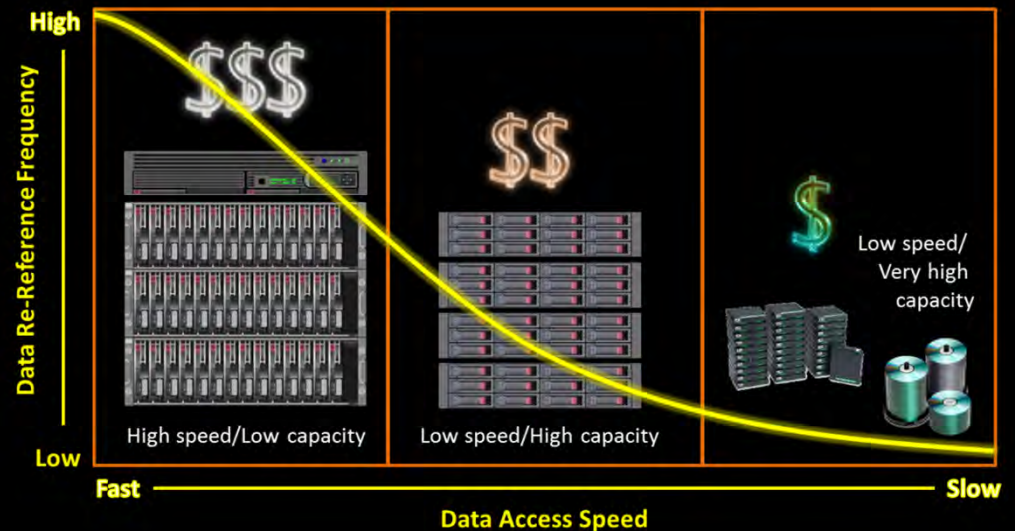 High
Data Re-Reference Frequency
Low
$$$
High speed/Low capacity
$$
Low speed/High capacity
$
Low speed/
Very high
capacity
Fast
Slow
Data Access Speed